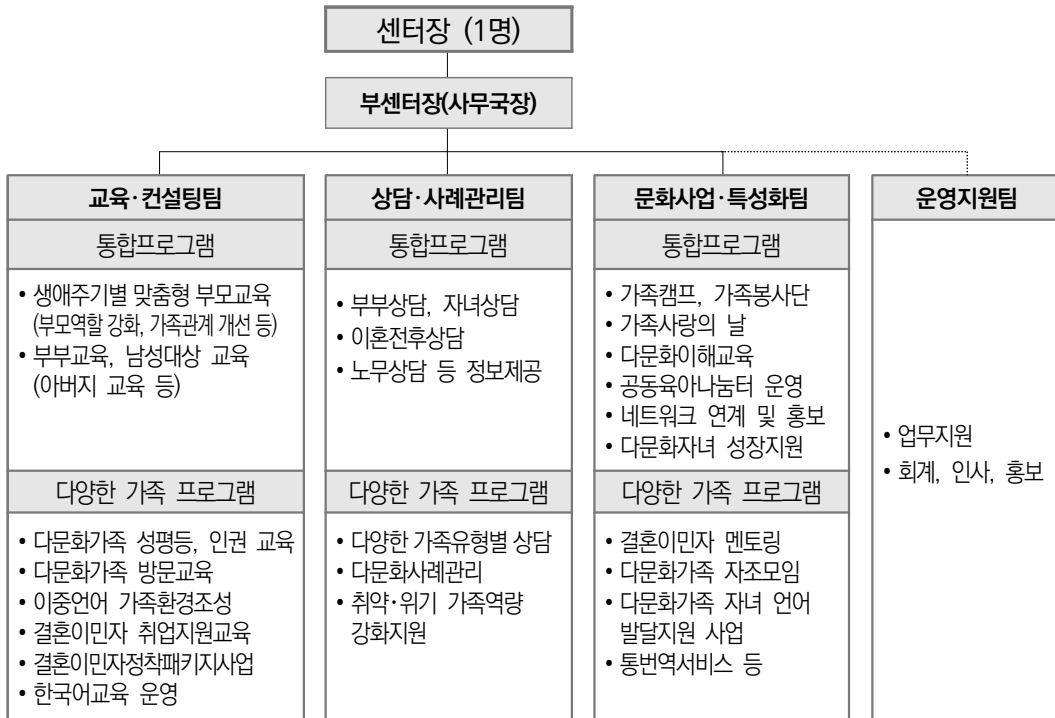 센터장 (1명)
부센터장(사무국장)
교육·컨설팅팀
통합프로그램
• 생애주기별 맞춤형 부모교육
(부모역할 강화, 가족관계 개선 등)
• 부부교육, 남성대상 교육
(아버지 교육 등)
다양한 가족 프로그램
• 다문화가족 성평등, 인권 교육
• 다문화가족 방문교육
• 이중언어 가족환경조성
• 결혼이민자 취업지원교육
• 결혼이민자정착패키지사업
• 한국어교육 운영
상담·사례관리팀
통합프로그램
• 부부상담, 자녀상담
• 이혼전후상담
• 노무상담 등 정보제공
다양한 가족 프로그램
• 다양한 가족유형별 상담
• 다문화사례관리
• 취약·위기 가족역량
강화지원
문화사업·특성화팀
통합프로그램
• 가족캠프, 가족봉사단
• 가족사랑의 날
• 다문화이해교육
• 공동육아나눔터 운영
• 네트워크 연계 및 홍보
• 다문화자녀 성장지원
다양한 가족 프로그램
• 결혼이민자 멘토링
• 다문화가족 자조모임
• 다문화가족 자녀 언어
발달지원 사업
• 통번역서비스 등
운영지원팀
• 업무지원
• 회계, 인사, 홍보